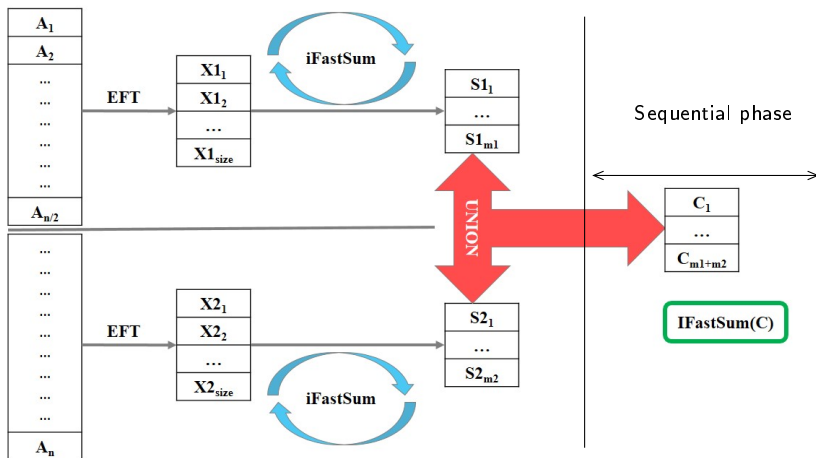 A1
A2
...
...
...
...
...
...
An/2
EFT
X11
X12
...
X1size
iFastSum
S11
...
S1m1
Sequential phase
UNION
C1
...
Cm1+m2
IFastSum(C)
...
...
...
...
...
...
...
...
An
EFT
X21
X22
...
X2size
iFastSum
S21
...
S2m2